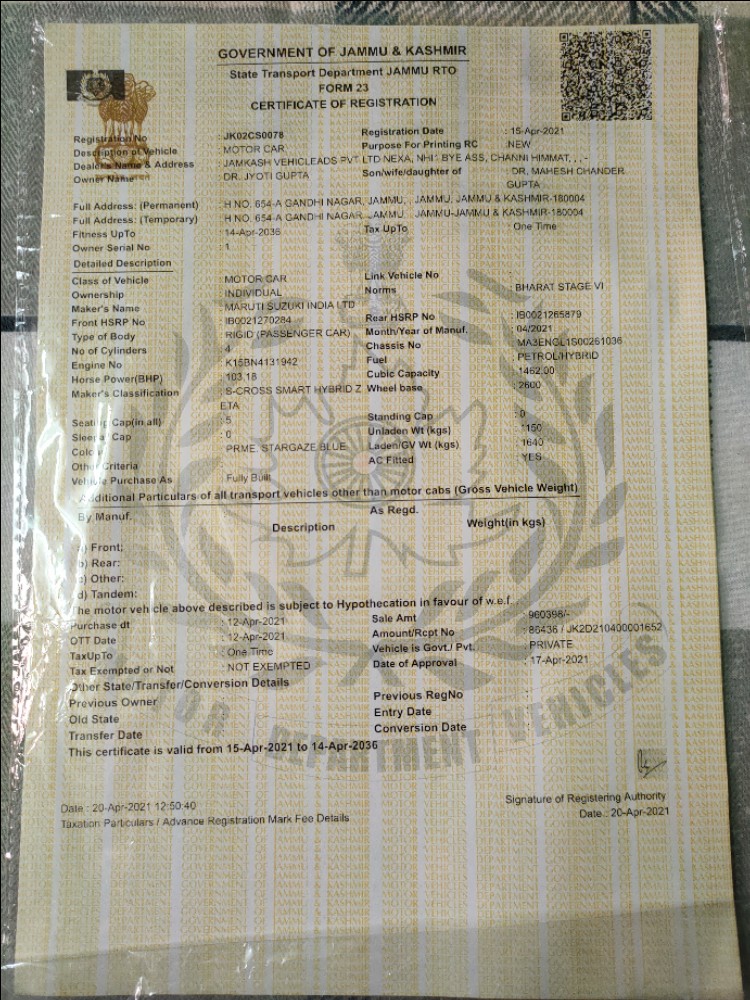 GOVERNMENT OF JAMMU & KASHMIR
State Transport Department JAMMU RTO
FORM 23
CERTIFICATE OF REGISTRATION
Registration No : JK02CS0078 Registration Date : 15-Apr-2021
Description of Vehicle : MOTOR CAR Purpose For Printing RC : NEW
Dealer's Name & Address : JAMKASH VEHICLEADS PVT LTD NEXA, NH1 BYE ASS, CHANNI HIMMAT, , , -
Owner Name : DR. JYOTI GUPTA Son/wife/daughter of : DR. MAHESH CHANDER GUPTA
Full Address: (Permanent) : H NO. 654-A GANDHI NAGAR, JAMMU, , JAMMU, JAMMU & KASHMIR-180004
Full Address: (Temporary) : H NO. 654-A GANDHI NAGAR, JAMMU, , JAMMU-JAMMU & KASHMIR-180004
Fitness UpTo : 14-Apr-2036 Tax UpTo : One Time
Owner Serial No : 1
Detailed Description
Class of Vehicle : MOTOR CAR Link Vehicle No :
Ownership : INDIVIDUAL Norms : BHARAT STAGE VI
Maker's Name : MARUTI SUZUKI INDIA LTD
Front HSRP No : IB0021270284 Rear HSRP No : IB0021265879
Type of Body : RIGID (PASSENGER CAR) Month/Year of Manuf. : 04/2021
No of Cylinders : 4 Chassis No : MA3ENGL1S00261036
Engine No : K15BN4131942 Fuel : PETROL/HYBRID
Horse Power(BHP) : 103.18 Cubic Capacity : 1462.00
Maker's Classification : S-CROSS SMART HYBRID Z ETA Wheel base : 2600
Seating Cap(in all) : 5 Standing Cap : 0
Sleeper Cap : 0 Unladen Wt (kgs) : 1150
Colour : PRME. STARGAZE BLUE Laden/GV Wt (kgs) : 1640
Other Criteria AC Fitted : YES
Vehicle Purchase As : Fully Built
Additional Particulars of all transport vehicles other than motor cabs (Gross Vehicle Weight)
By Manuf. As Regd.
Description Weight(in kgs)
a) Front:
b) Rear:
c) Other:
d) Tandem:
The motor vehicle above described is subject to Hypothecation in favour of w.e.f.
Purchase dt : 12-Apr-2021 Sale Amt : 960398/-
OTT Date : 12-Apr-2021 Amount/Rcpt No : 86436 / JK2D210400001652
TaxUpTo : One Time Vehicle is Govt./ Pvt. : PRIVATE
Tax Exempted or Not : NOT EXEMPTED Date of Approval : 17-Apr-2021
Other State/Transfer/Conversion Details
Previous Owner Previous RegNo :
Old State Entry Date
Transfer Date Conversion Date
This certificate is valid from 15-Apr-2021 to 14-Apr-2036
DEPARTMENT VEHICLES
Date : 20-Apr-2021 12:50:40 Signature of Registering Authority
Taxation Particulars / Advance Registration Mark Fee Details Date : 20-Apr-2021